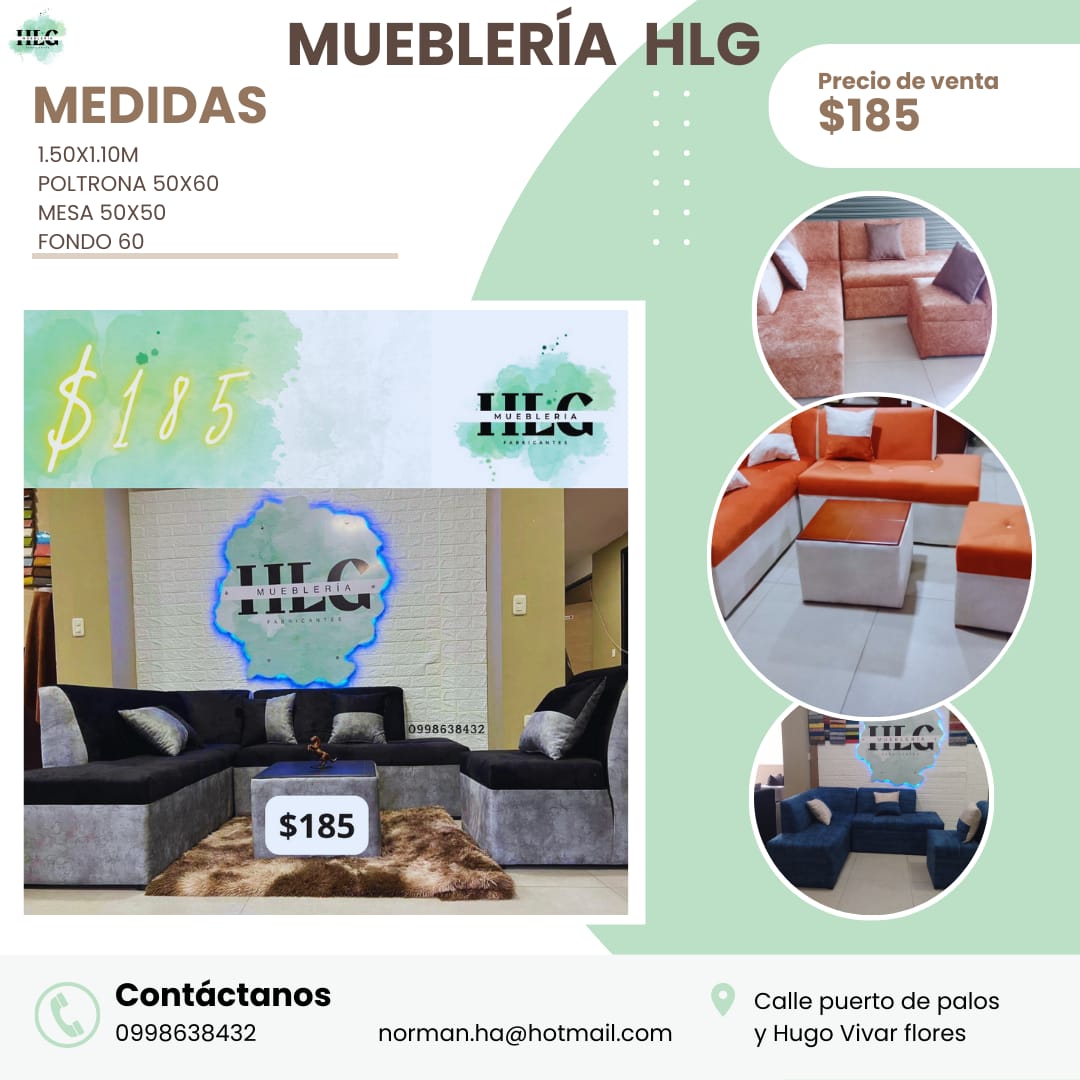 HLG
MUEBLERÍA HLG
MEDIDAS
1.50X1.10M
POLTRONA 50X60
MESA 50X50
FONDO 60
Precio de venta
$185
$185
HLG
MUEBLERIA
FABRICANTES
HLG
MUEBLERÍA
FABRICANTES
0998638432
$185
HLG
MUEBLERÍA
Contáctanos
0998638432
norman.ha@hotmail.com
Calle puerto de palos
y Hugo Vivar flores